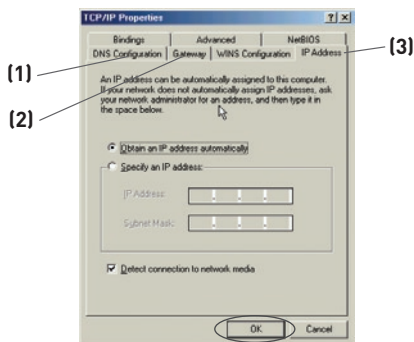 TCP/IP Properties
Bindings Advanced NetBIOS
DNS Configuration Gateway WINS Configuration IP Address
(1)
(2)
(3)
An IP address can be automatically assigned to this computer.
If your network does not automatically assign IP addresses, ask
your network administrator for an address, and then type it in
the space below.
Obtain an IP address automatically
Specify an IP address:
IP Address:
Subnet Mask:
Detect connection to network media
OK Cancel